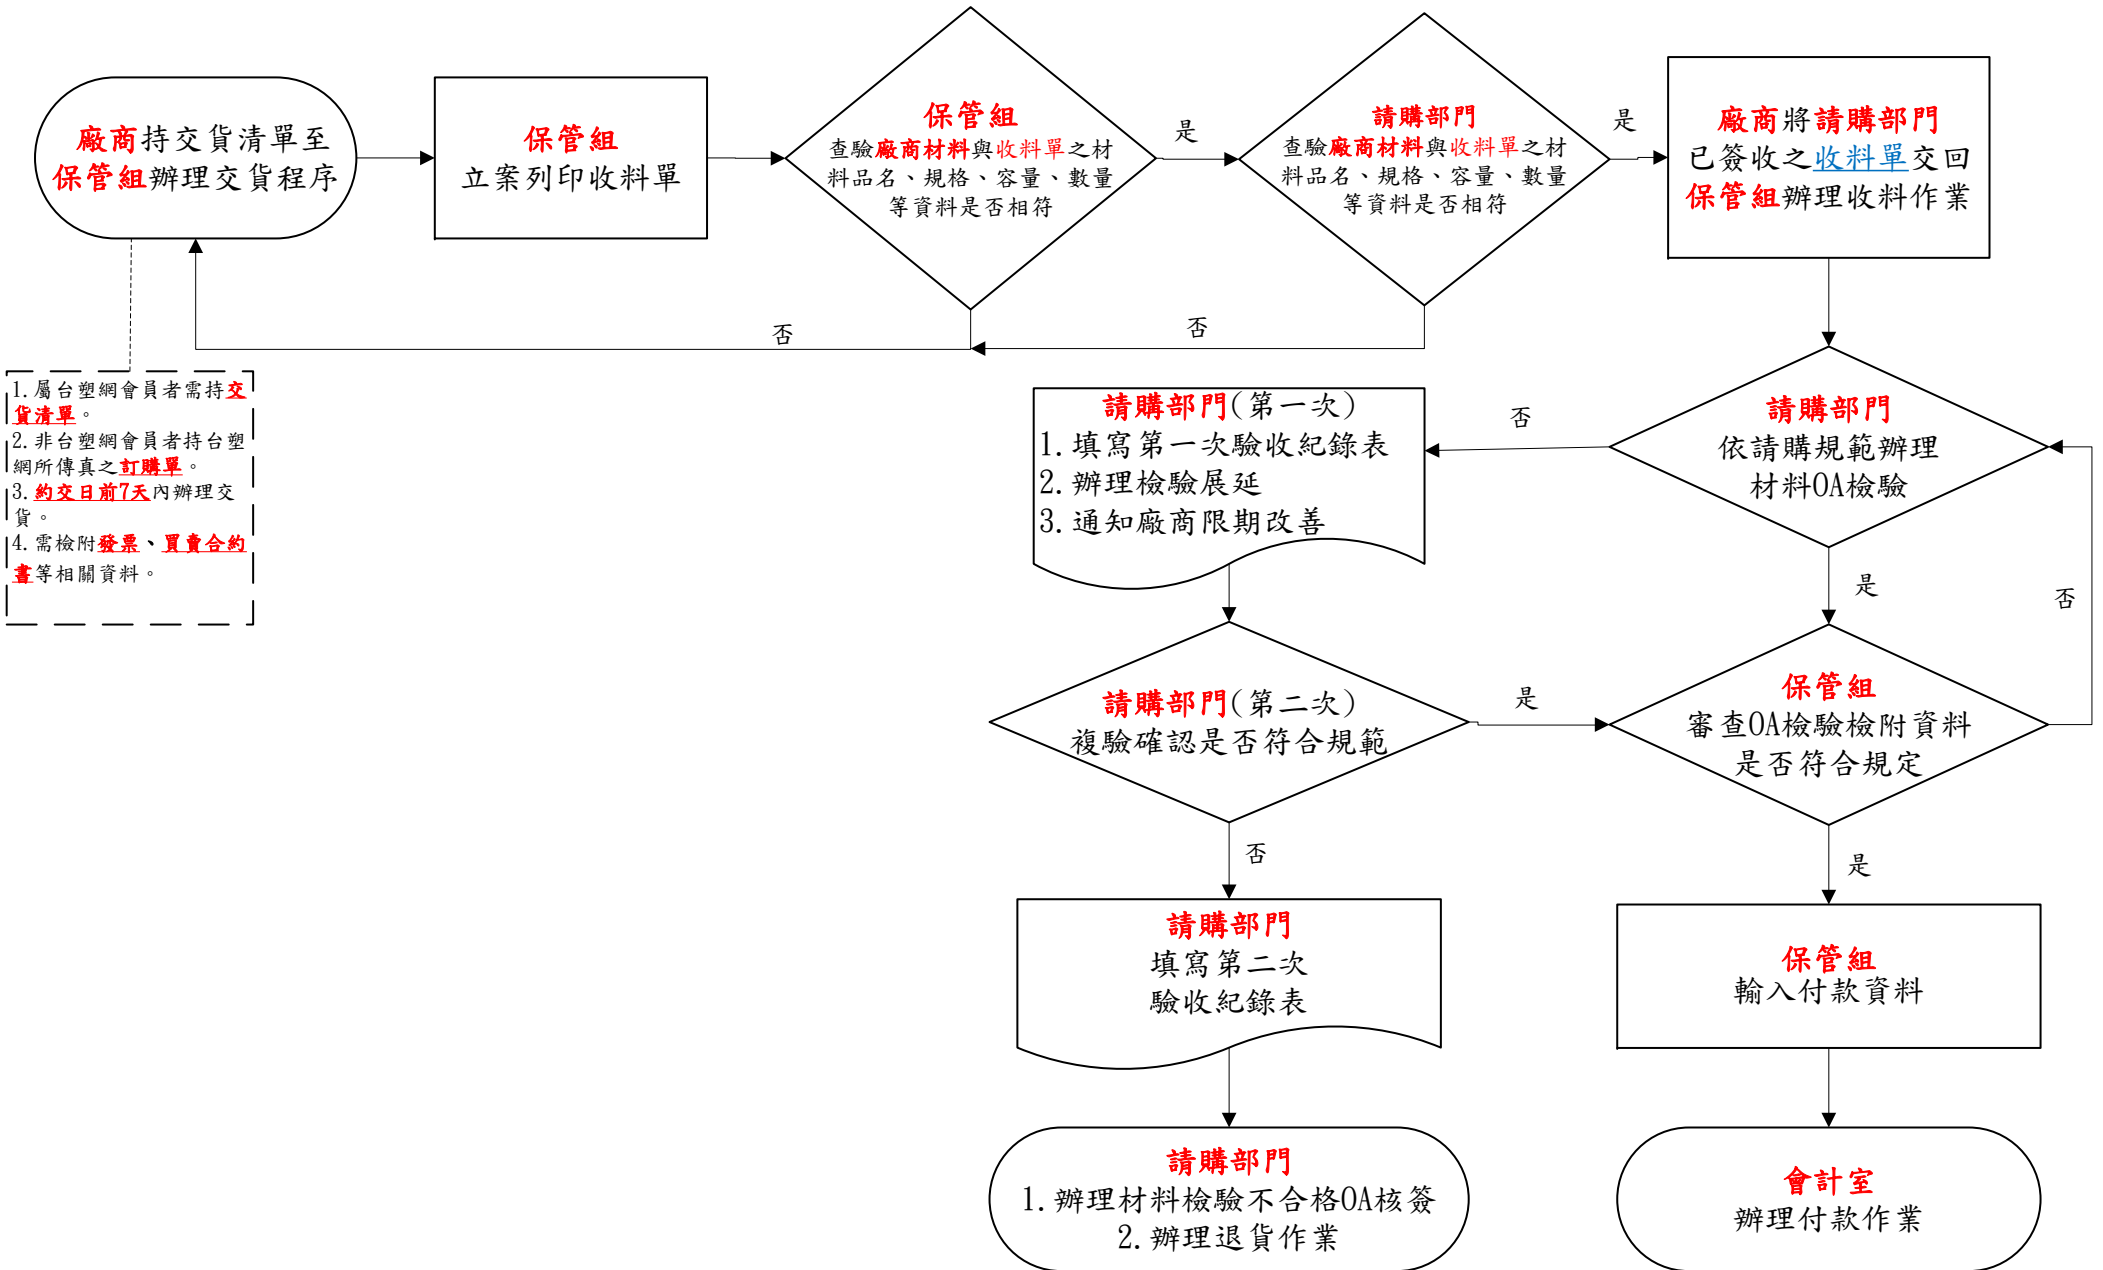 廠商持交貨清單至
保管組辦理交貨程序
保管組
立案列印收料單
保管組
查驗廠商材料與收料單之材
料品名、規格、容量、數量
等資料是否相符
是
請購部門
查驗廠商材料與收料單之材
料品名、規格、容量、數量
等資料是否相符
是
廠商將請購部門
已簽收之收料單交回
保管組辦理收料作業
否
否
1.屬台塑網會員者需持交
貨清單。
2.非台塑網會員者持台塑
網所傳真之訂購單。
3.約交日前7天內辦理交
貨。
4.需檢附發票、買賣合約
書等相關資料。
請購部門(第一次)
1.填寫第一次驗收紀錄表
2.辦理檢驗展延
3.通知廠商限期改善
否
請購部門
依請購規範辦理
材料OA檢驗
是
否
請購部門(第二次)
複驗確認是否符合規範
是
保管組
審查OA檢驗檢附資料
是否符合規定
否
是
請購部門
填寫第二次
驗收紀錄表
保管組
輸入付款資料
請購部門
1.辦理材料檢驗不合格OA核簽
2.辦理退貨作業
會計室
辦理付款作業